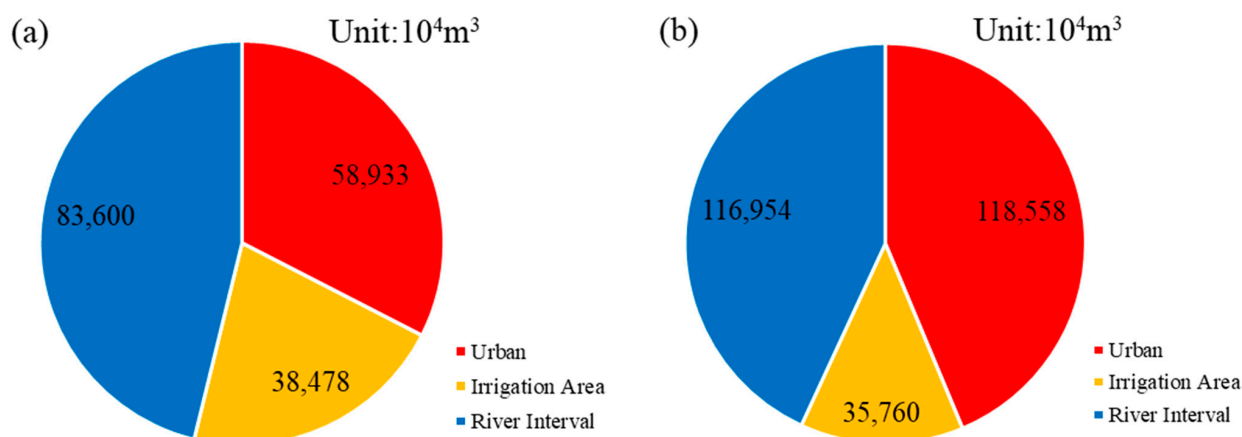 (a)
Unit:10⁴m³
58,933
83,600
38,478
Urban
Irrigation Area
River Interval
(b)
Unit:10⁴m³
116,954
118,558
35,760
Urban
Irrigation Area
River Interval